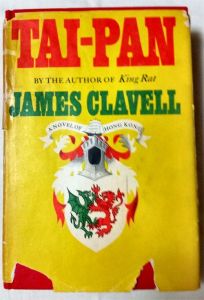 TAI-PAN
BY THE AUTHOR OF King Rat
JAMES CLAVELL
A NOVEL OF HONG KONG